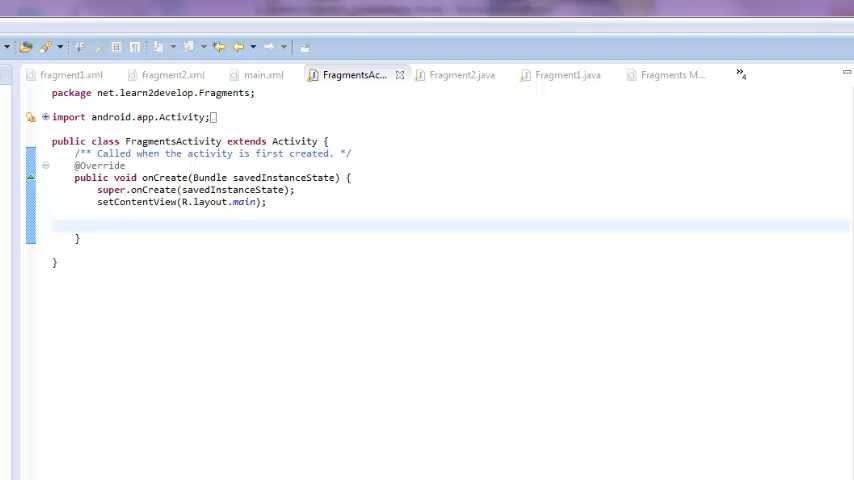 fragment1.xml fragment2.xml main.xml FragmentsAc... Fragment2.java Fragment1.java Fragments M... »4
package net.learn2develop.Fragments;
import android.app.Activity;
public class FragmentsActivity extends Activity {
/** Called when the activity is first created. */
@Override
public void onCreate(Bundle savedInstanceState) {
super.onCreate(savedInstanceState);
setContentView(R.layout.main);
}
}